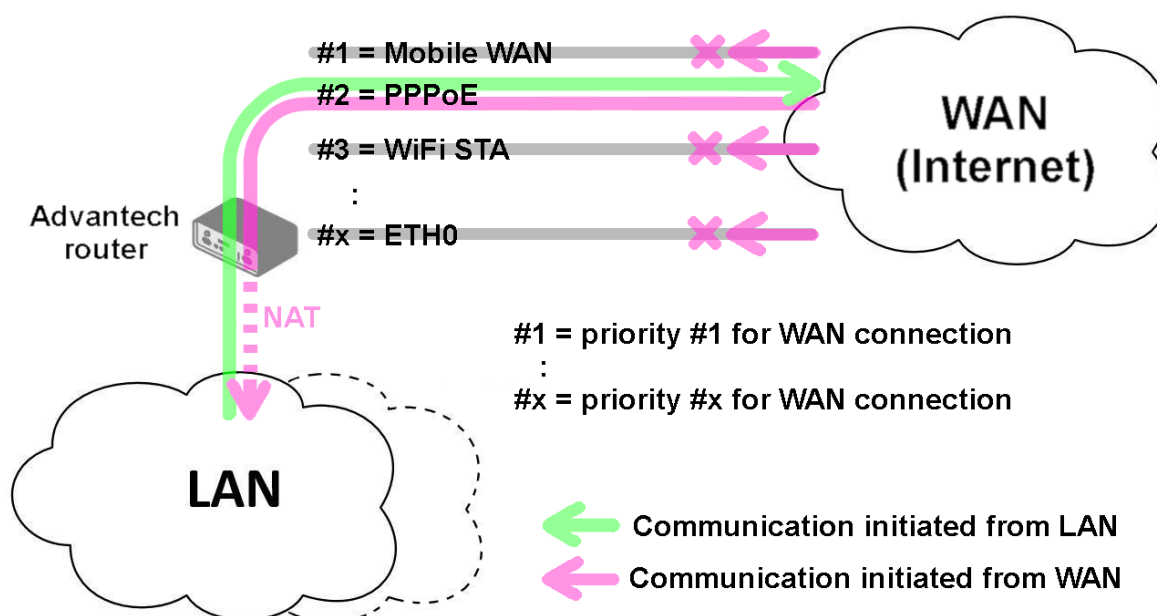 #1 = Mobile WAN
#2 = PPPoE
#3 = WiFi STA
:
#x = ETH0
WAN
(Internet)
Advantech
router
NAT
#1 = priority #1 for WAN connection
:
#x = priority #x for WAN connection
LAN
Communication initiated from LAN
Communication initiated from WAN